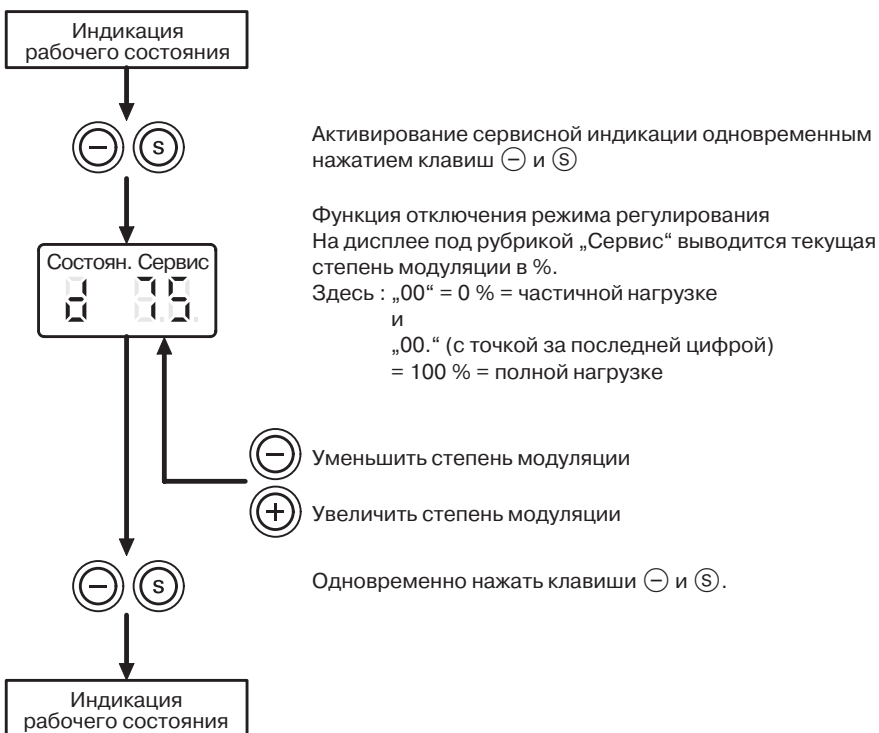 Индикация
рабочего состояния
− S
Активирование сервисной индикации одновременным
нажатием клавиш − и S
Функция отключения режима регулирования
На дисплее под рубрикой „Сервис“ выводится текущая
степень модуляции в %.
Здесь : „00“ = 0 % = частичной нагрузке
и
„00.“ (с точкой за последней цифрой)
= 100 % = полной нагрузке
Состоян. Сервис
d 75
− Уменьшить степень модуляции
+ Увеличить степень модуляции
− S
Одновременно нажать клавиши − и S.
Индикация
рабочего состояния